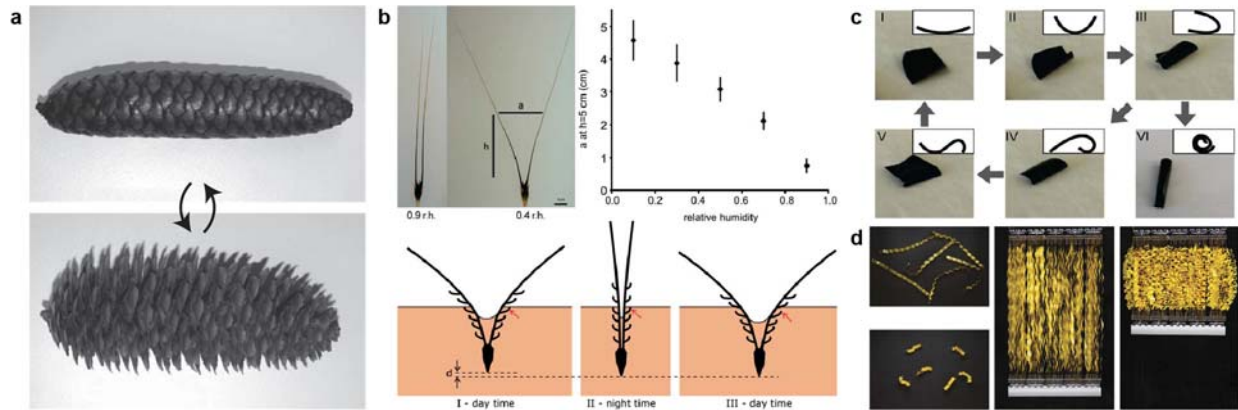 a
b
a
h
0.9 r.h.
0.4 r.h.
a at h=5 cm (cm)
5
4
3
2
1
0
0.0
0.2
0.4
0.6
0.8
1.0
relative humidity
d
I - day time
II - night time
III - day time
c
I
II
III
V
IV
VI
d